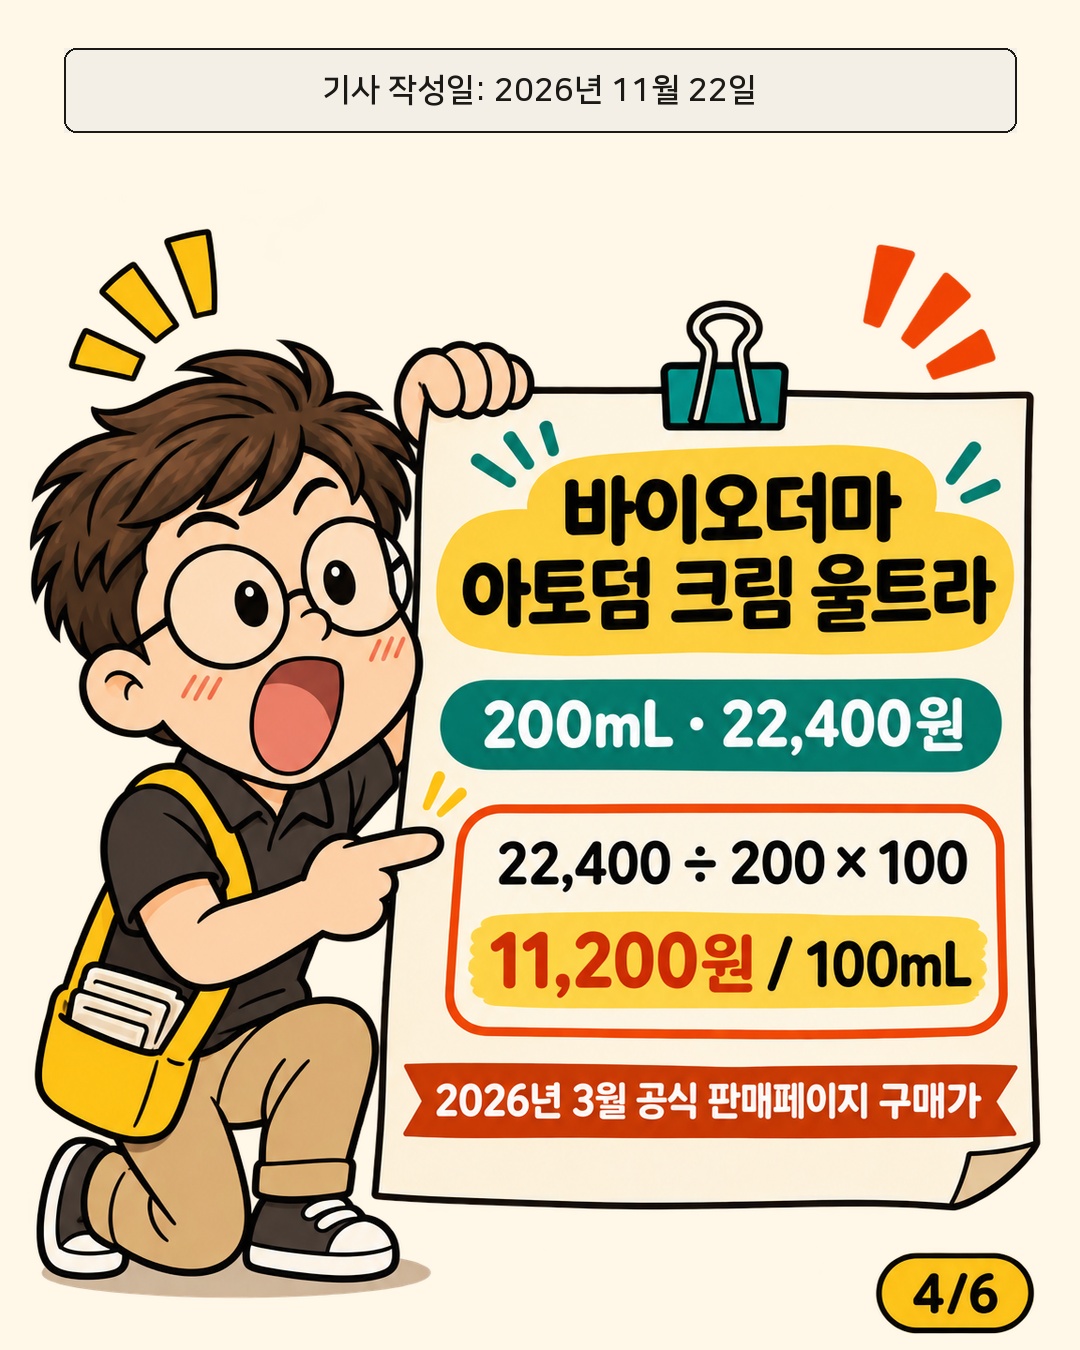 기사 작성일: 2026년 11월 22일
바이오더마
아토덤 크림 울트라
200mL · 22,400원
22,400 ÷ 200 × 100
11,200원 / 100mL
2026년 3월 공식 판매페이지 구매가
4/6